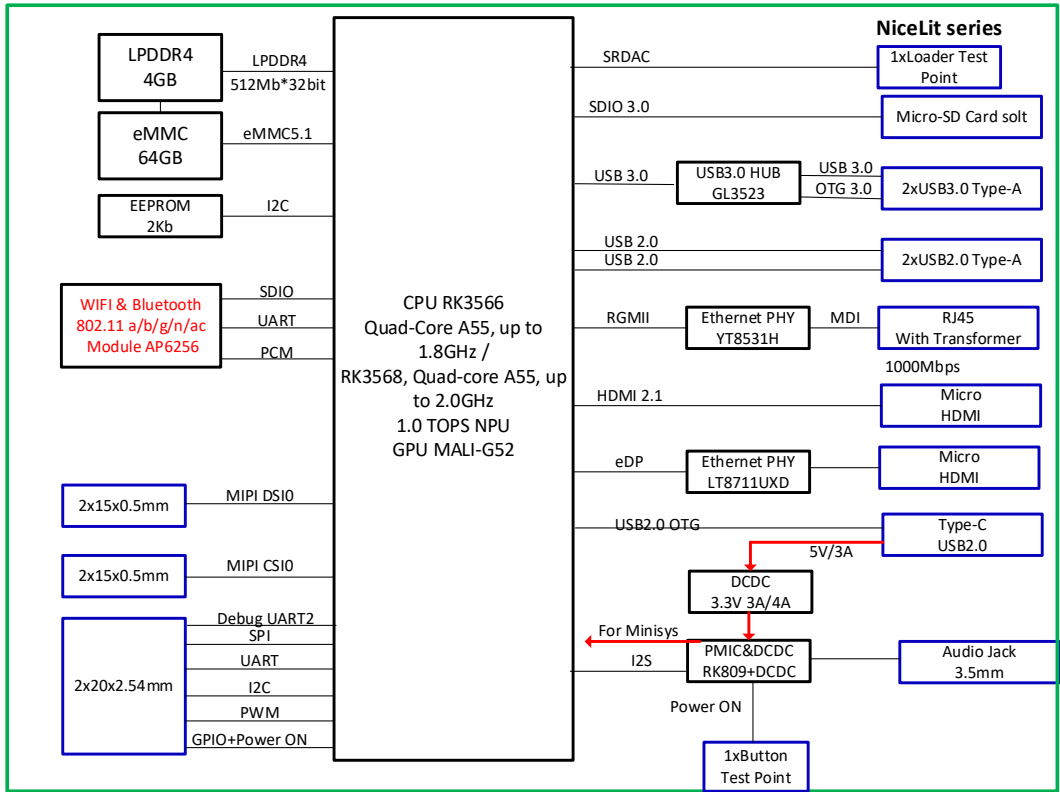 NiceLit series
LPDDR4
4GB
LPDDR4
512Mb*32bit
eMMC
64GB
eMMC5.1
EEPROM
2Kb
I2C
WIFI & Bluetooth
802.11 a/b/g/n/ac
Module AP6256
SDIO
UART
PCM
2x15x0.5mm
MIPI DSI0
2x15x0.5mm
MIPI CSI0
2x20x2.54mm
Debug UART2
SPI
UART
I2C
PWM
GPIO+Power ON
CPU RK3566
Quad-Core A55, up to
1.8GHz /
RK3568, Quad-core A55, up
to 2.0GHz
1.0 TOPS NPU
GPU MALI-G52
SRDAC
1xLoader Test
Point
SDIO 3.0
Micro-SD Card solt
USB 3.0
USB3.0 HUB
GL3523
USB 3.0
OTG 3.0
2xUSB3.0 Type-A
USB 2.0
USB 2.0
2xUSB2.0 Type-A
RGMII
Ethernet PHY
YT8531H
MDI
RJ45
With Transformer
1000Mbps
HDMI 2.1
Micro
HDMI
eDP
Ethernet PHY
LT8711UXD
Micro
HDMI
USB2.0 OTG
Type-C
USB2.0
5V/3A
DCDC
3.3V 3A/4A
For Minisys
I2S
PMIC&DCDC
RK809+DCDC
Audio Jack
3.5mm
Power ON
1xButton
Test Point